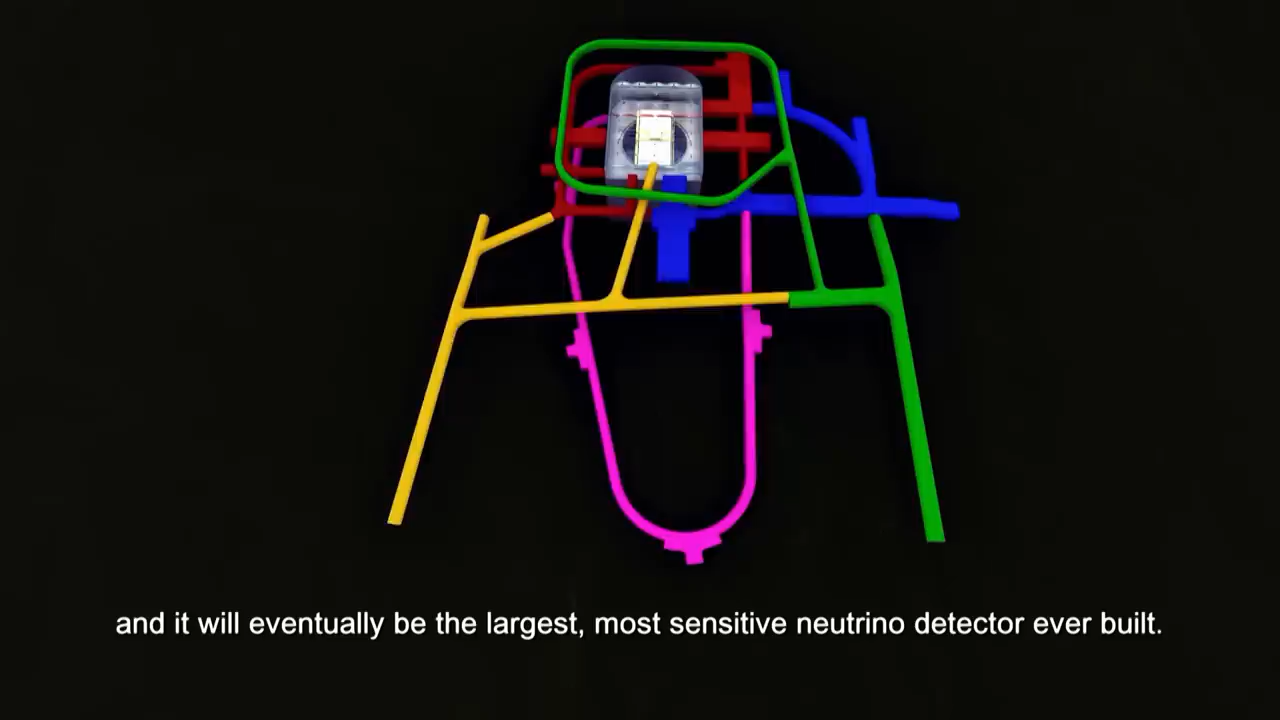 and it will eventually be the largest, most sensitive neutrino detector ever built.